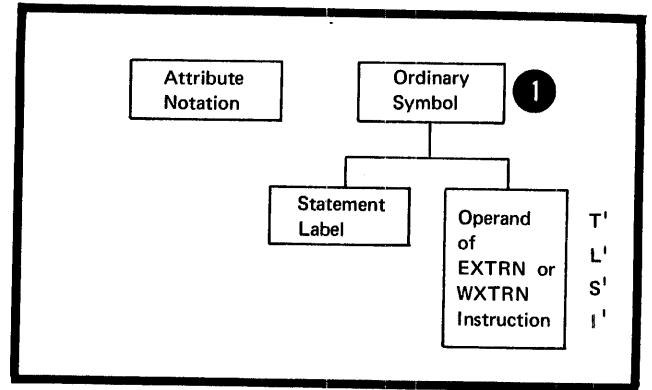 Attribute
Notation
Ordinary
Symbol
1
Statement
Label
Operand
of
EXTRN or
WXTRN
Instruction
T'
L'
S'
I'